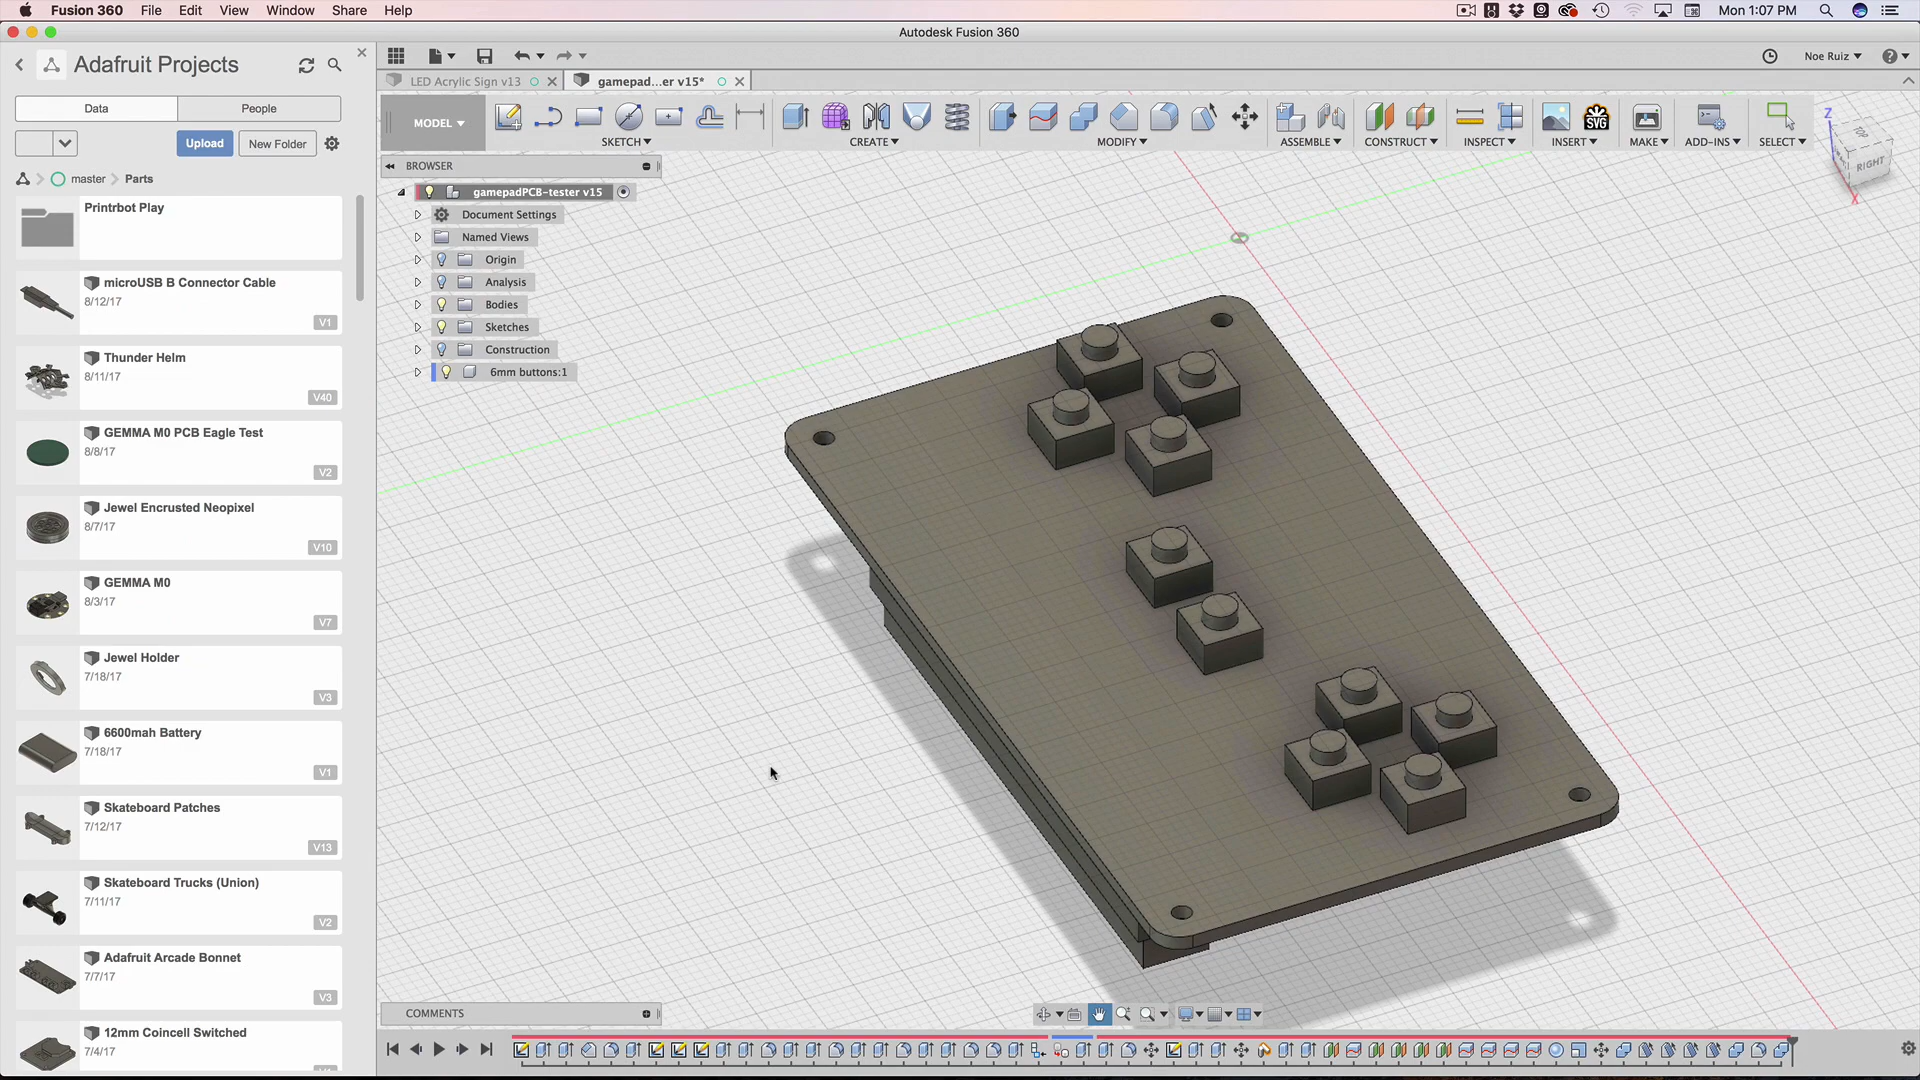 Fusion 360 File Edit View Window Share Help
Mon 1:07 PM
Autodesk Fusion 360
Adafruit Projects
Noe Ruiz
LED Acrylic Sign v13
gamepad...er v15*
Data
People
Upload
New Folder
master
Parts
MODEL
SKETCH
CREATE
MODIFY
ASSEMBLE
CONSTRUCT
INSPECT
INSERT
MAKE
ADD-INS
SELECT
SVG
Z
RIGHT
X
BROWSER
gamepadPCB-tester v15
Document Settings
Named Views
Origin
Analysis
Bodies
Sketches
Construction
6mm buttons:1
Printrbot Play
microUSB B Connector Cable
8/12/17
V1
Thunder Helm
8/11/17
V40
GEMMA M0 PCB Eagle Test
8/8/17
V2
Jewel Encrusted Neopixel
8/7/17
V10
GEMMA M0
8/3/17
V7
Jewel Holder
7/18/17
V3
6600mah Battery
7/18/17
V1
Skateboard Patches
7/12/17
V13
Skateboard Trucks (Union)
7/11/17
V2
Adafruit Arcade Bonnet
7/7/17
V3
12mm Coincell Switched
7/4/17
COMMENTS